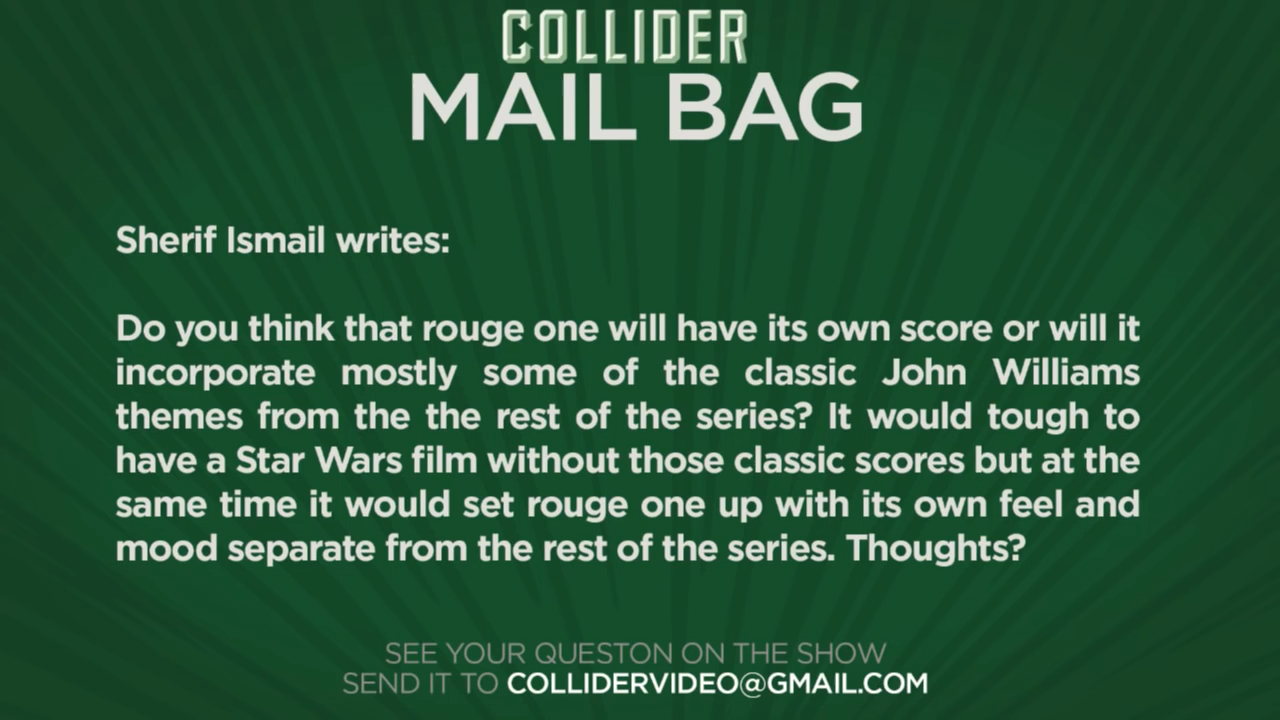 COLLIDER
MAIL BAG
Sherif Ismail writes:
Do you think that rouge one will have its own score or will it
incorporate mostly some of the classic John Williams
themes from the the rest of the series? It would tough to
have a Star Wars film without those classic scores but at the
same time it would set rouge one up with its own feel and
mood separate from the rest of the series. Thoughts?
SEE YOUR QUESTON ON THE SHOW
SEND IT TO COLLIDERVIDEO@GMAIL.COM